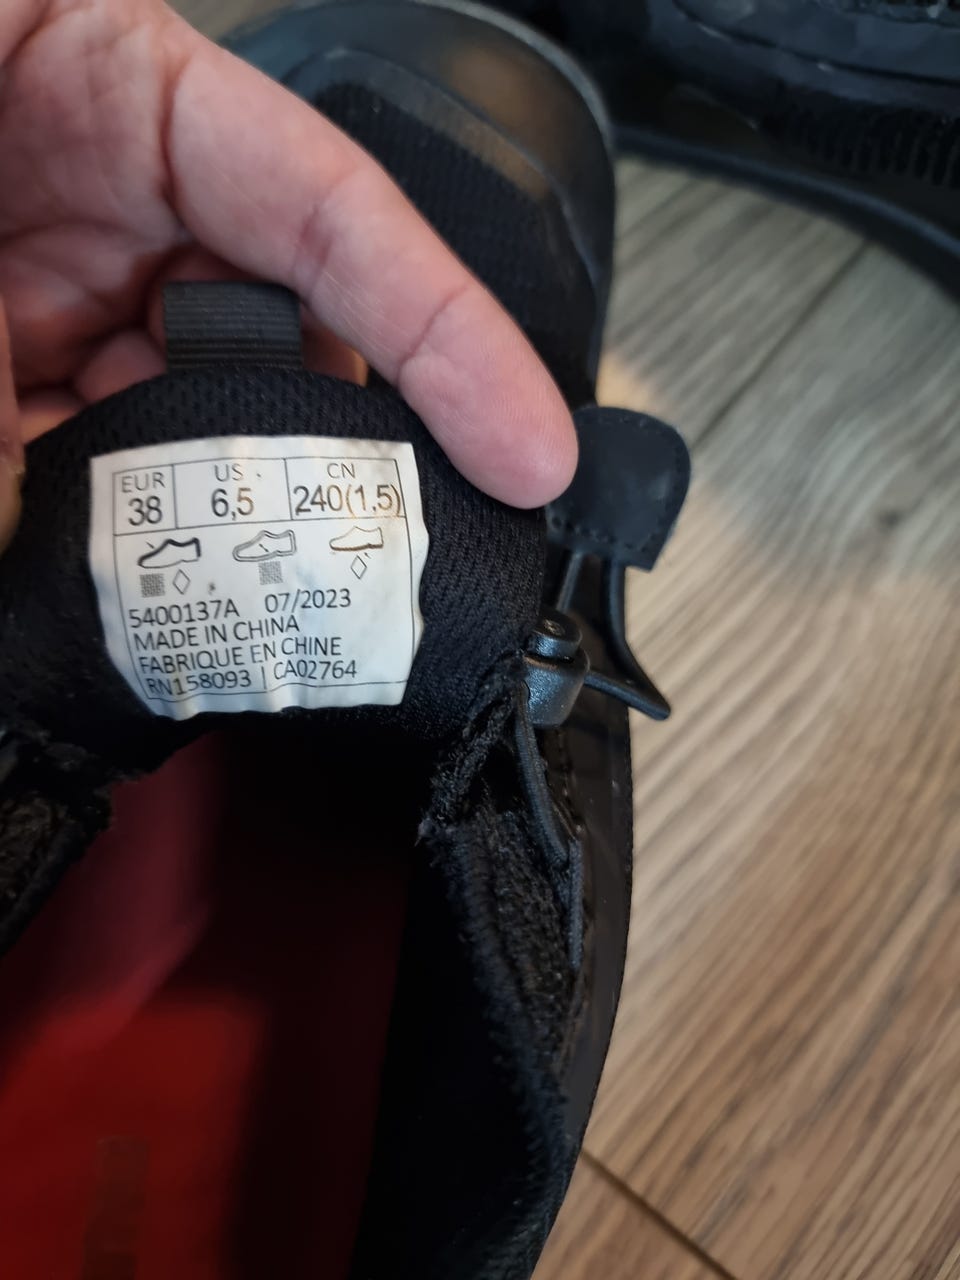 EUR US CN
38 6,5 240(1,5)
5400137A 07/2023
MADE IN CHINA
FABRIQUE EN CHINE
RN158093 | CA02764